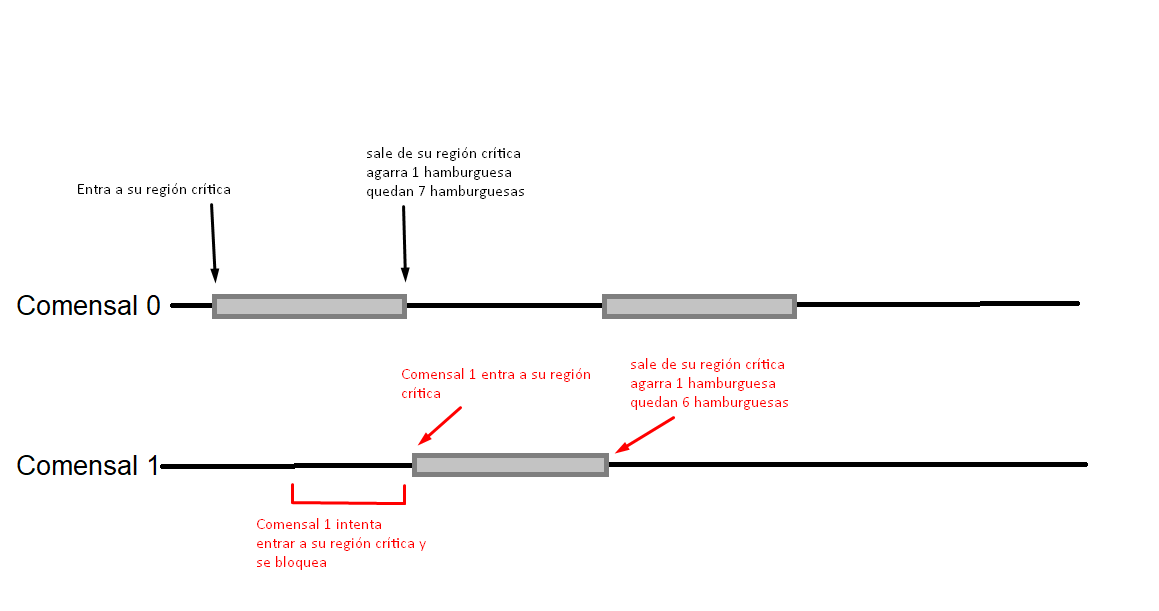 sale de su región crítica
agarra 1 hamburguesa
quedan 7 hamburguesas
Entra a su región crítica
Comensal 0
Comensal 1 entra a su región
crítica
sale de su región crítica
agarra 1 hamburguesa
quedan 6 hamburguesas
Comensal 1
Comensal 1 intenta
entrar a su región crítica y
se bloquea